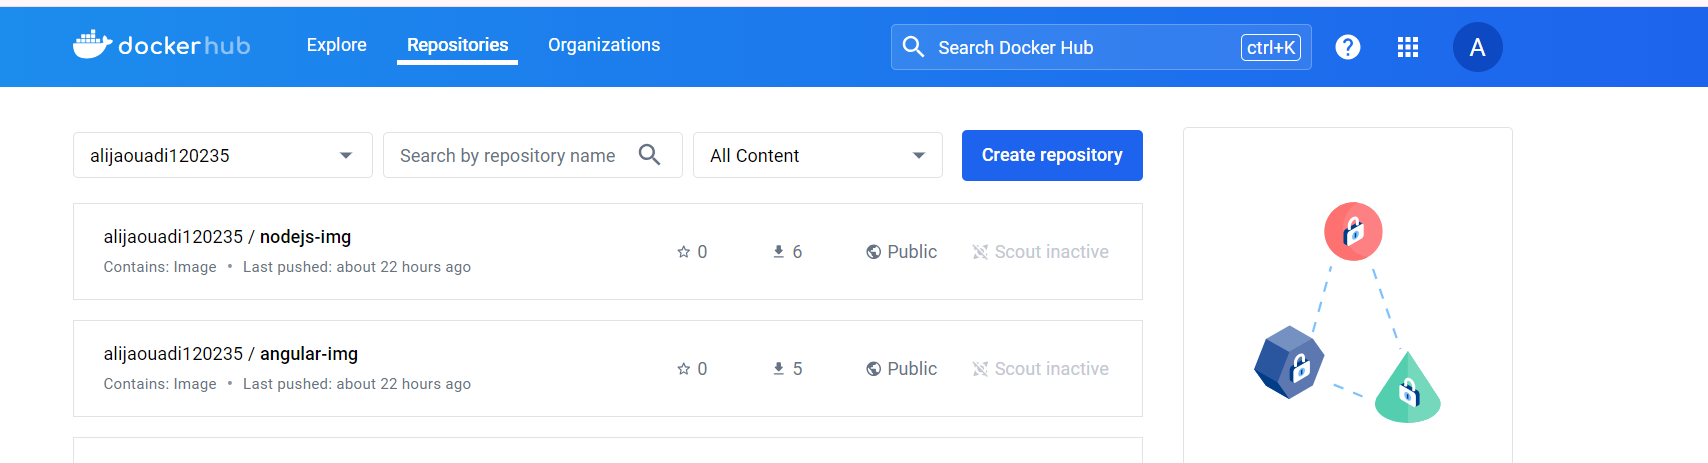 docker hub
Explore Repositories Organizations
Search Docker Hub ctrl+K
? A
alijaouadi120235 Search by repository name All Content Create repository
alijaouadi120235 / nodejs-img
Contains: Image • Last pushed: about 22 hours ago
0 6 Public Scout inactive
alijaouadi120235 / angular-img
Contains: Image • Last pushed: about 22 hours ago
0 5 Public Scout inactive